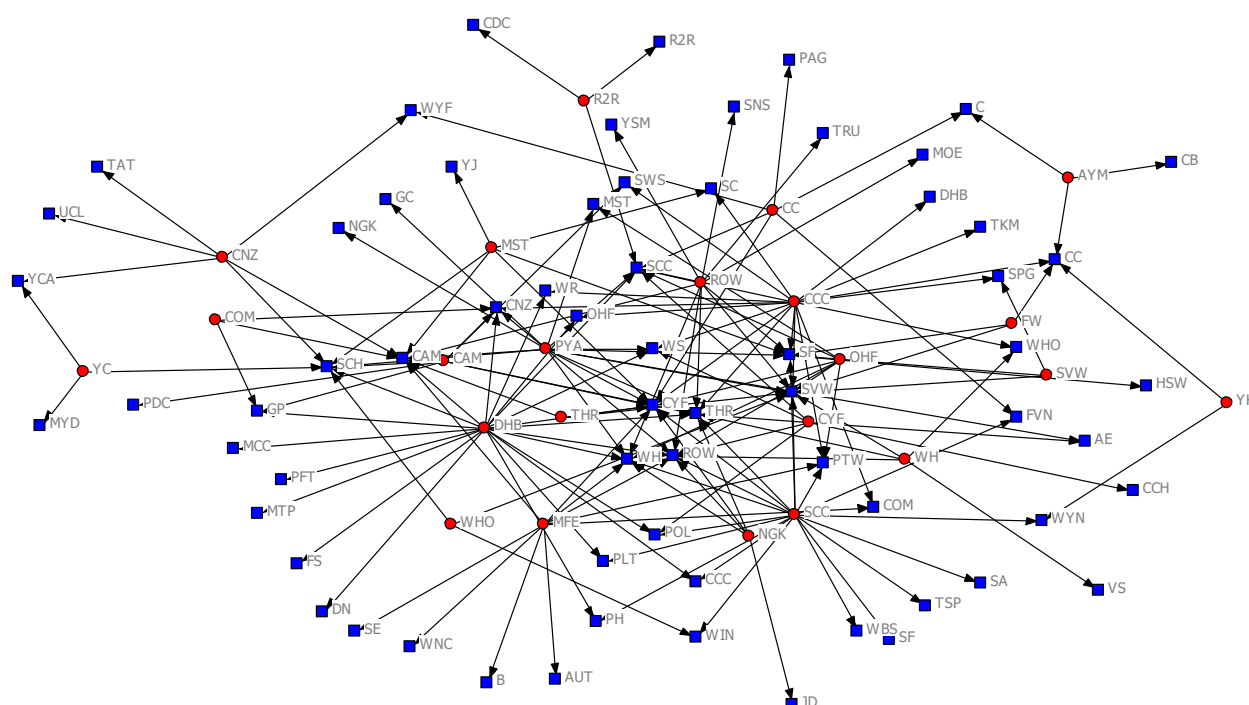 CDC
R2R
PAG
R2R
WYF
SNS
C
YSM
TRU
MOE
CB
TAT
YJ
AYM
SWS
SC
GC
DHB
MST
CC
UCL
NGK
TKM
MST
CNZ
CC
SCC
SPG
YCA
ROW
WR
CCC
CNZ
OHF
COM
FW
PYA
WS
SF
WHO
CAM
CAM
OHF
SCH
YC
SVW
HSW
SVW
PDC
CYF
YH
GP
THR
THR
FVN
MYD
DHB
CYF
AE
MCC
ROW
WH
PTW
WH
PFT
CCH
MTP
COM
SCC
WYN
WHO
MFE
POL
NGK
FS
PLT
CCC
SA
VS
TSP
DN
PH
SE
WIN
WBS
SF
WNC
AUT
B
JD